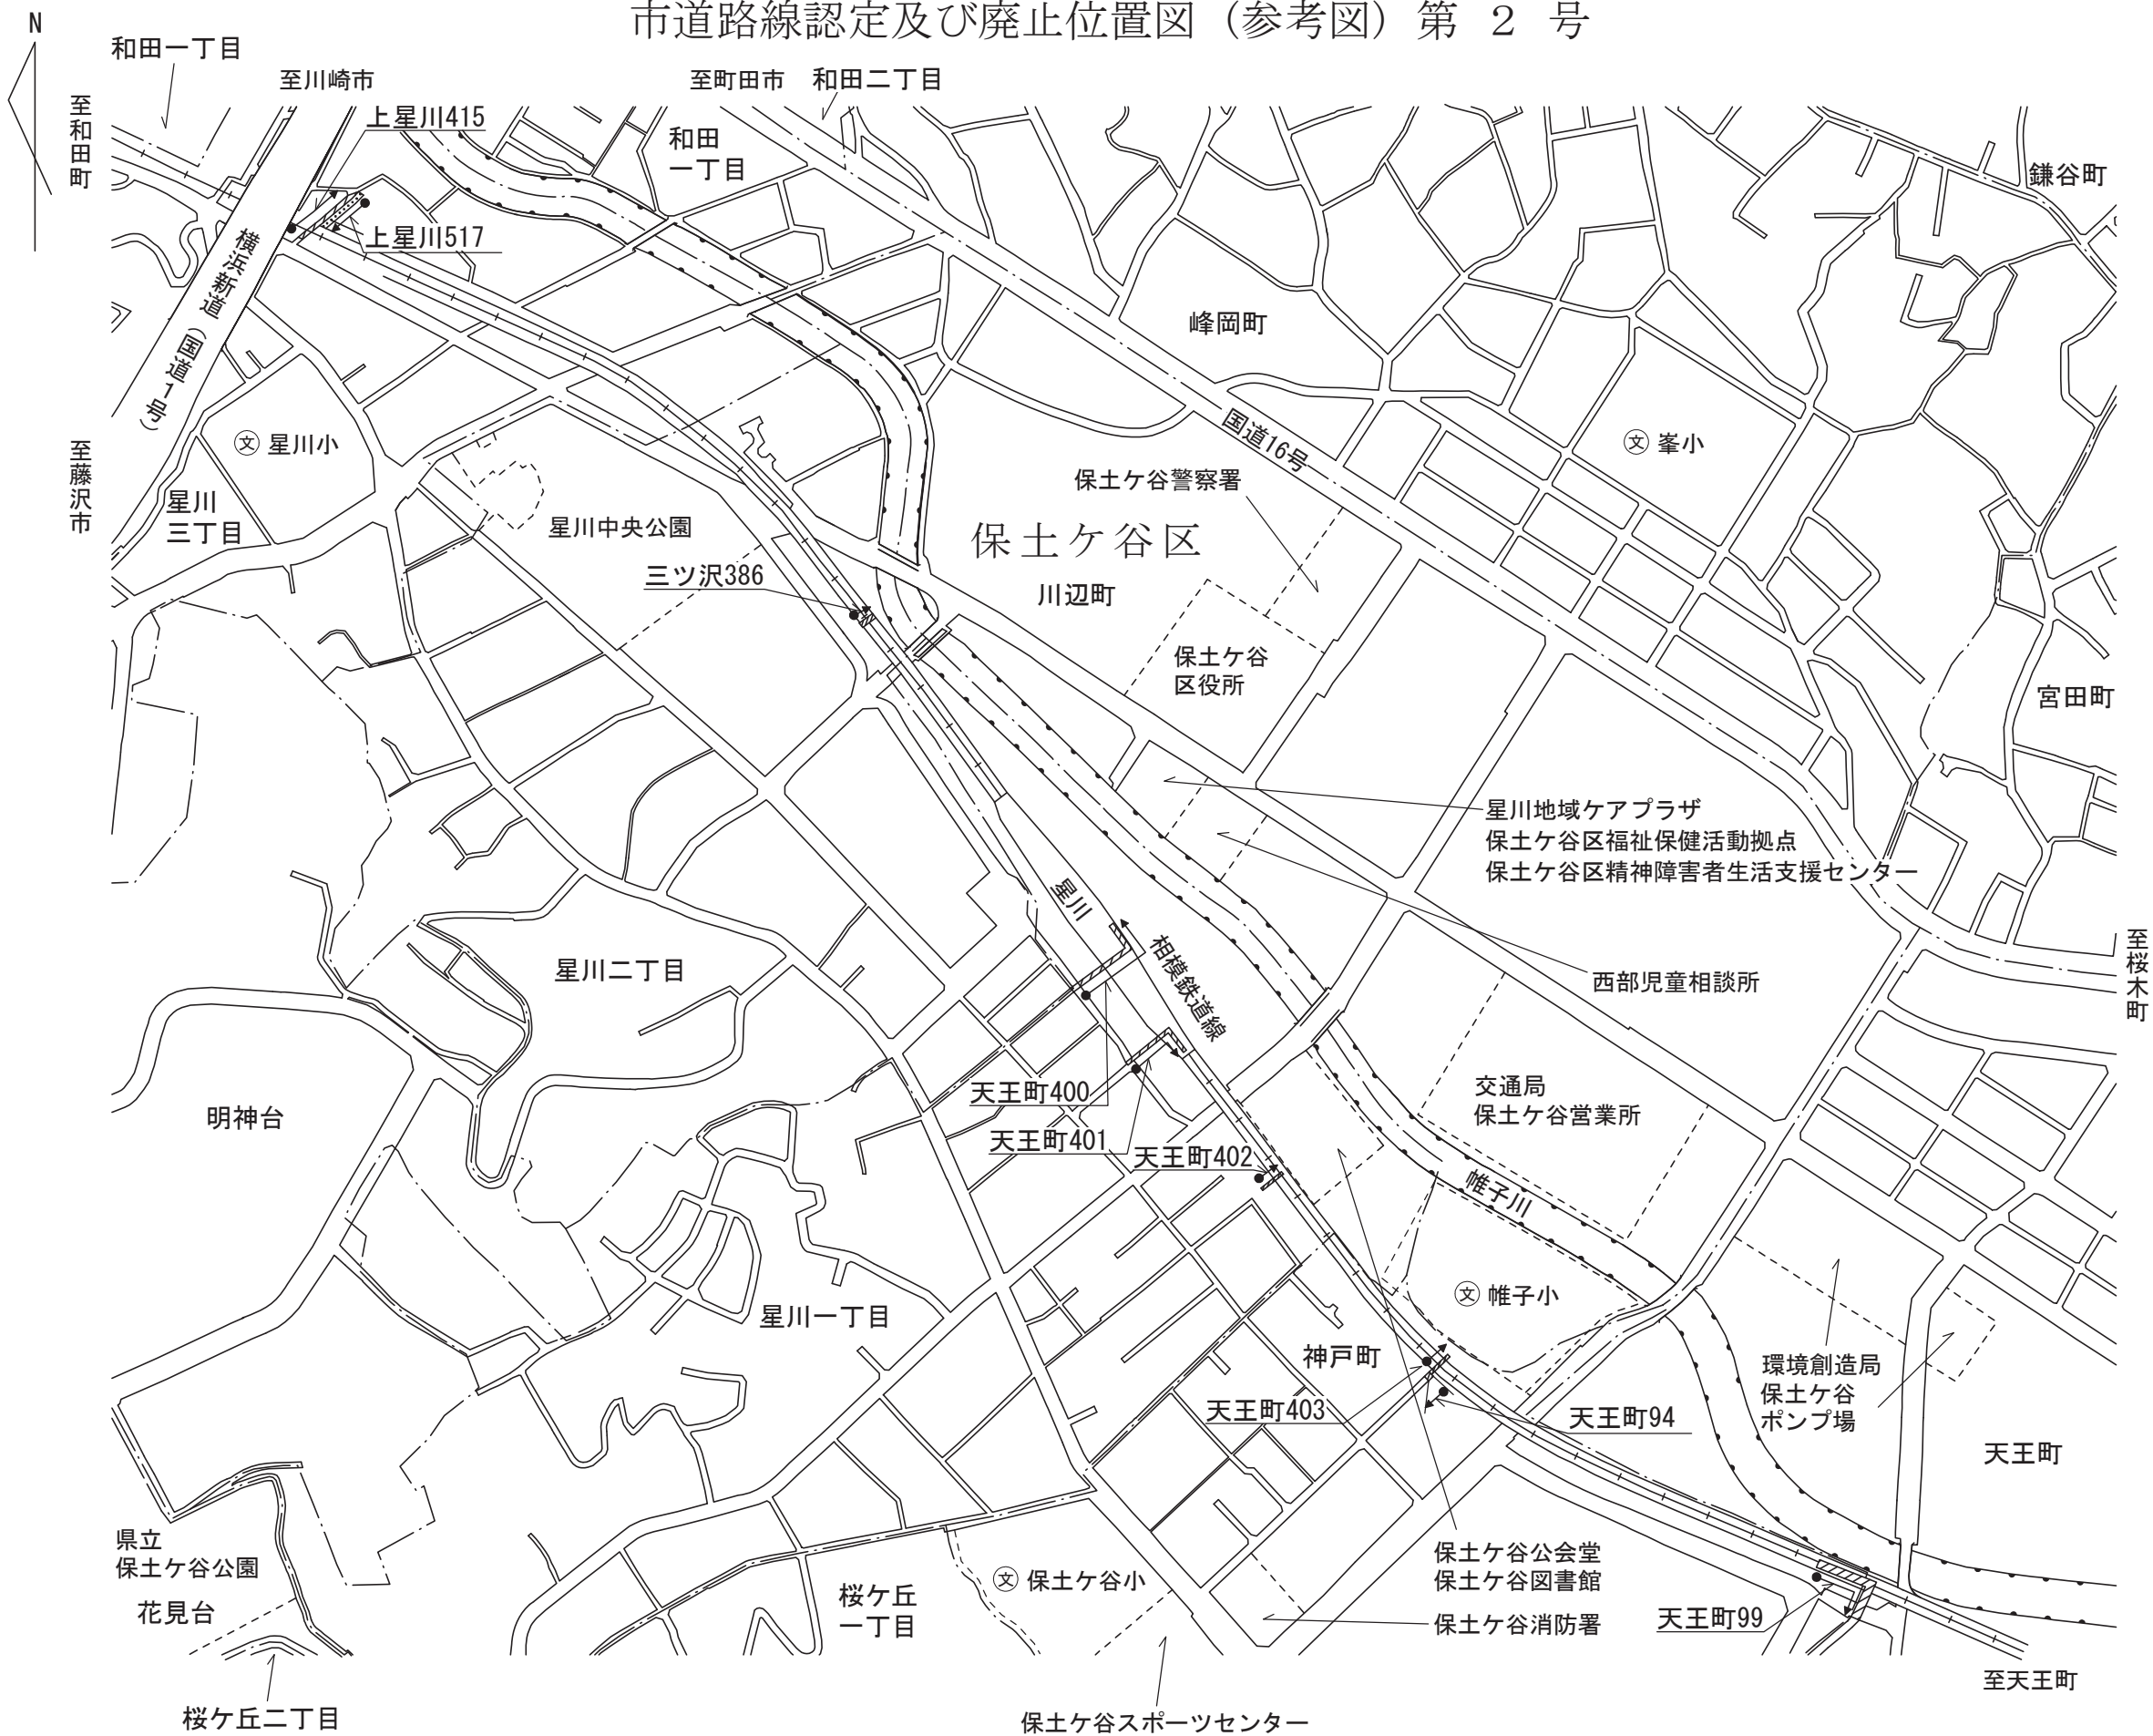 市道路線認定及び廃止位置図（参考図）第 2 号
N
和田一丁目
至川崎市
至町田市
和田二丁目
至和田町
上星川415
和田
一丁目
鎌谷町
上星川517
横浜新道（国道1号）
峰岡町
国道16号
至藤沢市
文 星川小
文 峯小
星川
三丁目
保土ケ谷警察署
星川中央公園
保土ケ谷区
三ツ沢386
川辺町
保土ケ谷
区役所
宮田町
星川地域ケアプラザ
保土ケ谷区福祉保健活動拠点
保土ケ谷区精神障害者生活支援センター
星川
相模鉄道線
星川二丁目
西部児童相談所
至桜木町
天王町400
交通局
保土ケ谷営業所
明神台
天王町401
天王町402
帷子川
文 帷子小
星川一丁目
神戸町
環境創造局
保土ケ谷
ポンプ場
天王町403
天王町94
天王町
県立
保土ケ谷公園
花見台
文 保土ケ谷小
桜ケ丘
一丁目
保土ケ谷公会堂
保土ケ谷図書館
保土ケ谷消防署
天王町99
至天王町
桜ケ丘二丁目
保土ケ谷スポーツセンター